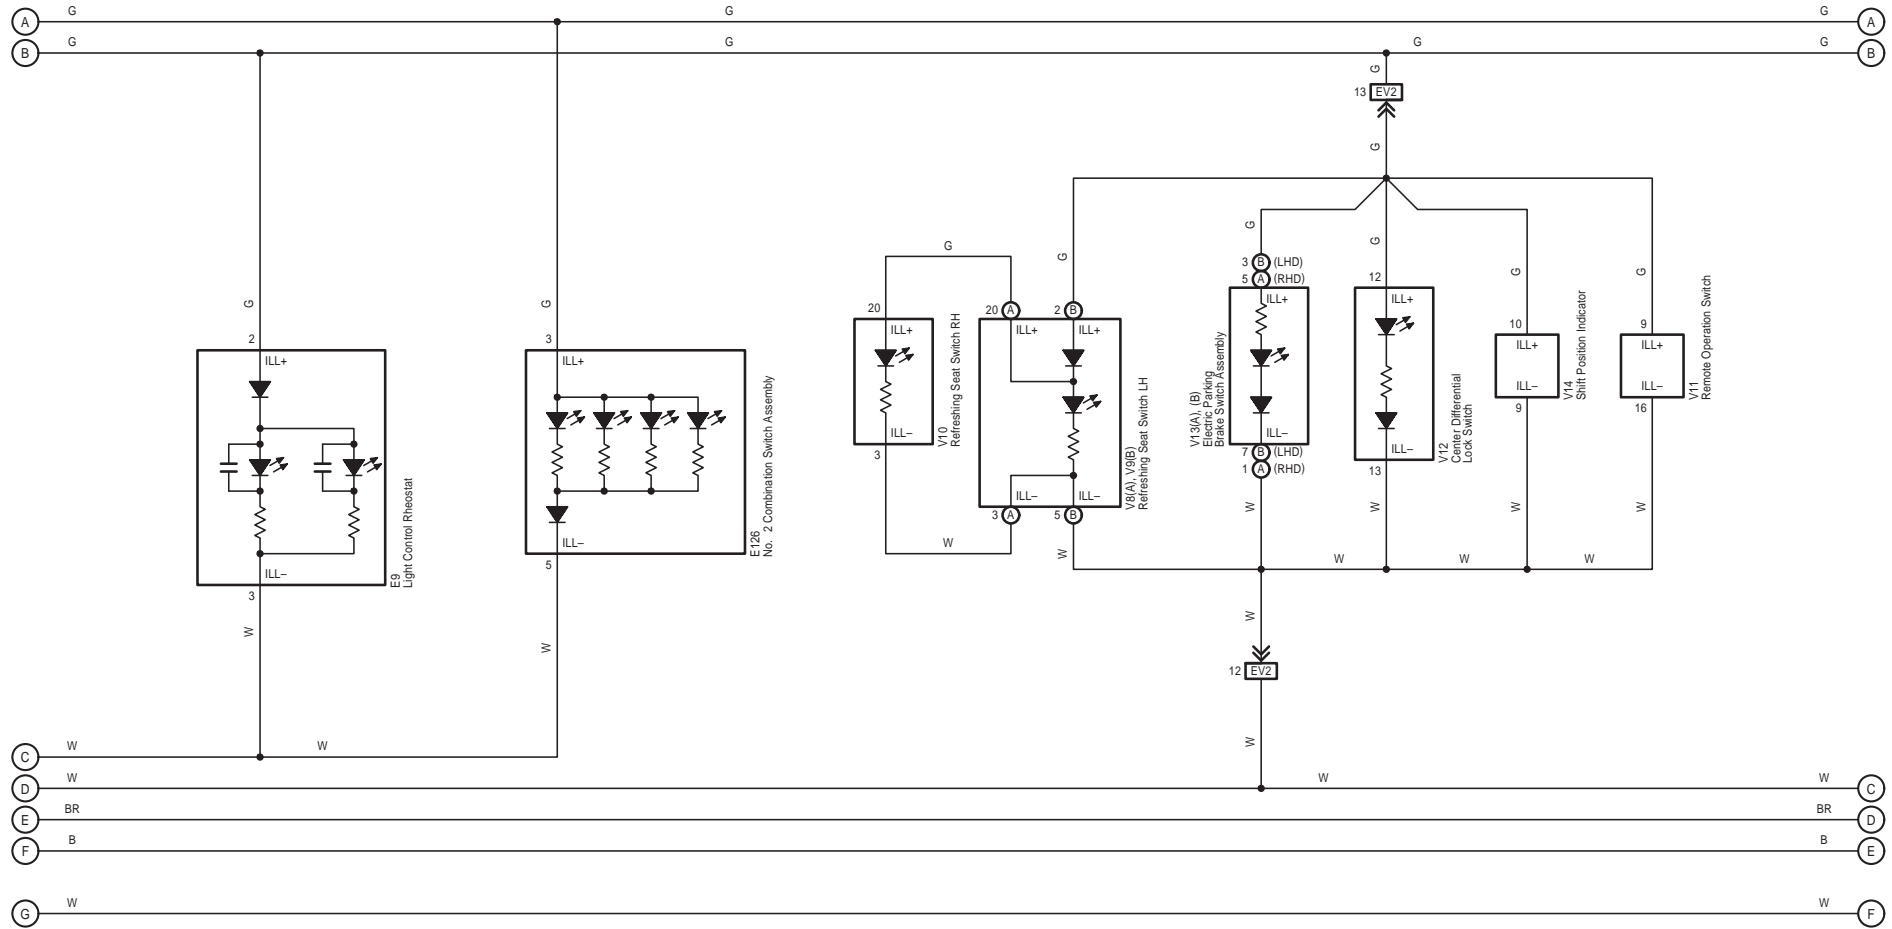 A G G G A
B G G G G B
G
13 EV2
G
G G G G G G
3 B (LHD)
5 A (RHD)
G G
2
ILL+
ILL–
3
E9
Light Control Rheostat
W
3
ILL+
ILL–
5
E126
No. 2 Combination Switch Assembly
W
20
ILL+
ILL–
3
V10
Refreshing Seat Switch RH
W
20 A 2 B
ILL+ ILL+
ILL– ILL–
3 A 5 B
V8(A), V9(B)
Refreshing Seat Switch LH
W
ILL+
ILL–
7 B (LHD)
1 A (RHD)
V13(A), (B)
Electric Parking
Brake Switch Assembly
W
12
ILL+
ILL–
13
V12
Center Differential
Lock Switch
10
ILL+
ILL–
9
V14
Shift Position Indicator
W
9
ILL+
ILL–
16
V11
Remote Operation Switch
W
W W W
W
12 EV2
W
C W W
D W W W C
E BR BR D
F B B E
G W W F